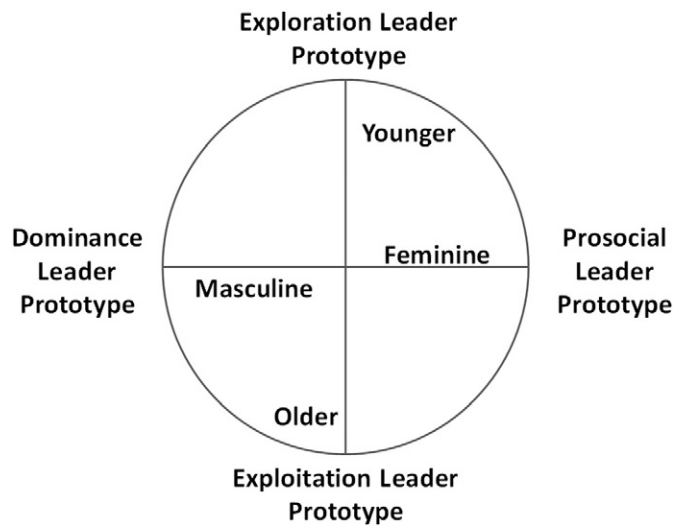 Exploration Leader
Prototype
Younger
Dominance
Leader
Prototype
Feminine
Prosocial
Leader
Prototype
Masculine
Older
Exploitation Leader
Prototype